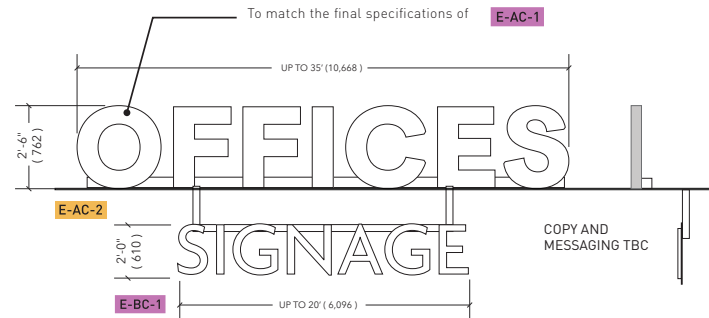 To match the final specifications of E-AC-1
UP TO 35' (10,668 )
OFFICES
2'-6"
( 762)
E-AC-2
SIGNAGE
2'-0"
( 610)
COPY AND
MESSAGING TBC
E-BC-1
UP TO 20' ( 6,096 )